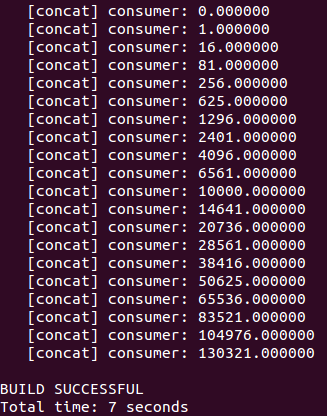 [concat] consumer: 0.000000
[concat] consumer: 1.000000
[concat] consumer: 16.000000
[concat] consumer: 81.000000
[concat] consumer: 256.000000
[concat] consumer: 625.000000
[concat] consumer: 1296.000000
[concat] consumer: 2401.000000
[concat] consumer: 4096.000000
[concat] consumer: 6561.000000
[concat] consumer: 10000.000000
[concat] consumer: 14641.000000
[concat] consumer: 20736.000000
[concat] consumer: 28561.000000
[concat] consumer: 38416.000000
[concat] consumer: 50625.000000
[concat] consumer: 65536.000000
[concat] consumer: 83521.000000
[concat] consumer: 104976.000000
[concat] consumer: 130321.000000
BUILD SUCCESSFUL
Total time: 7 seconds